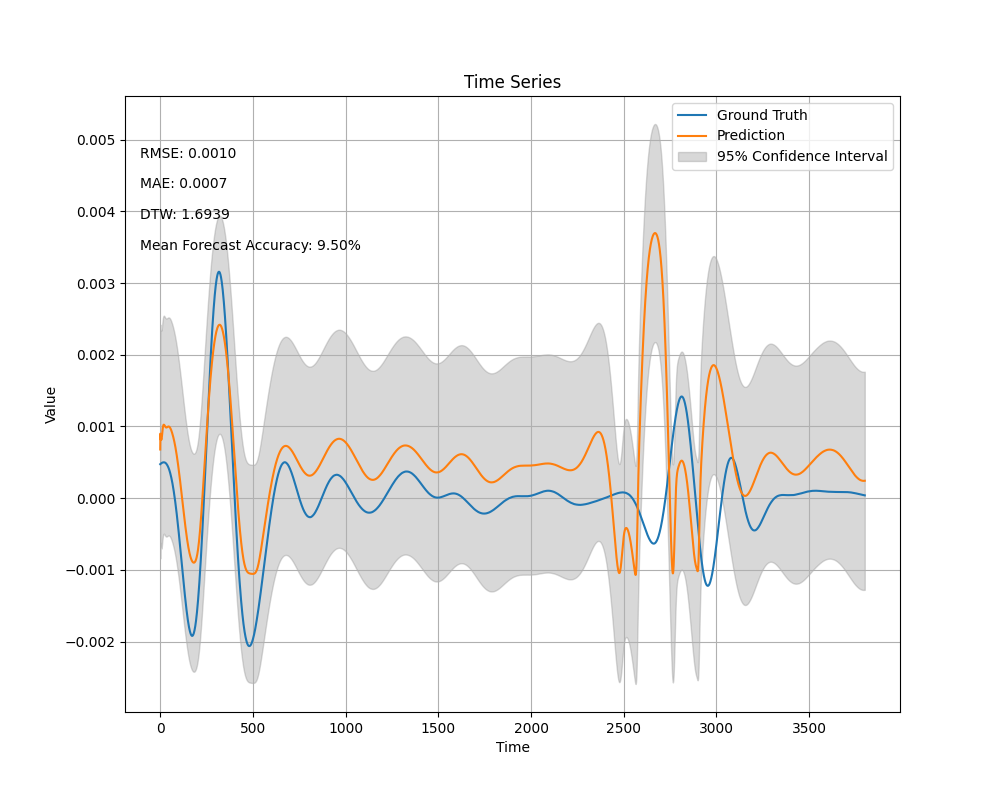 Time Series
Ground Truth
Prediction
95% Confidence Interval
RMSE: 0.0010
MAE: 0.0007
DTW: 1.6939
Mean Forecast Accuracy: 9.50%
0.005
0.004
0.003
0.002
0.001
0.000
−0.001
−0.002
Value
0 500 1000 1500 2000 2500 3000 3500
Time